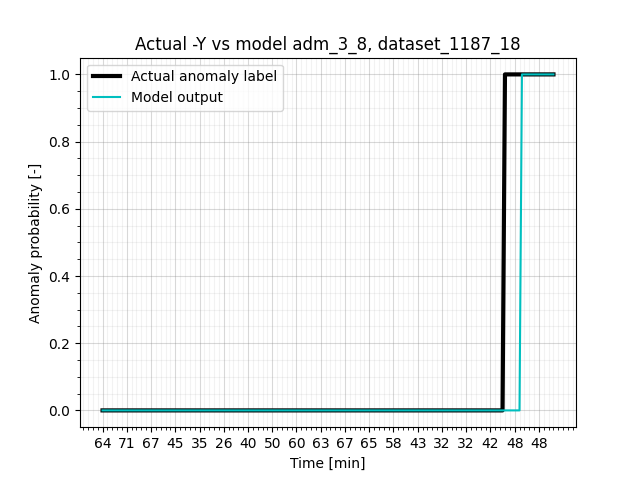 Actual -Y vs model adm_3_8, dataset_1187_18
Actual anomaly label
Model output
Anomaly probability [-]
1.0
0.8
0.6
0.4
0.2
0.0
64 71 67 45 35 26 40 50 60 63 67 65 58 43 32 32 42 48 48
Time [min]